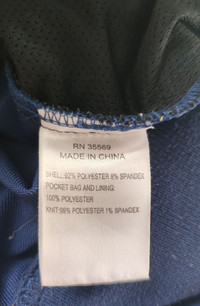 RN 35569
MADE IN CHINA
SHELL: 92% POLYESTER 8% SPANDEX
POCKET BAG AND LINING:
100% POLYESTER
KNIT: 99% POLYESTER 1% SPANDEX